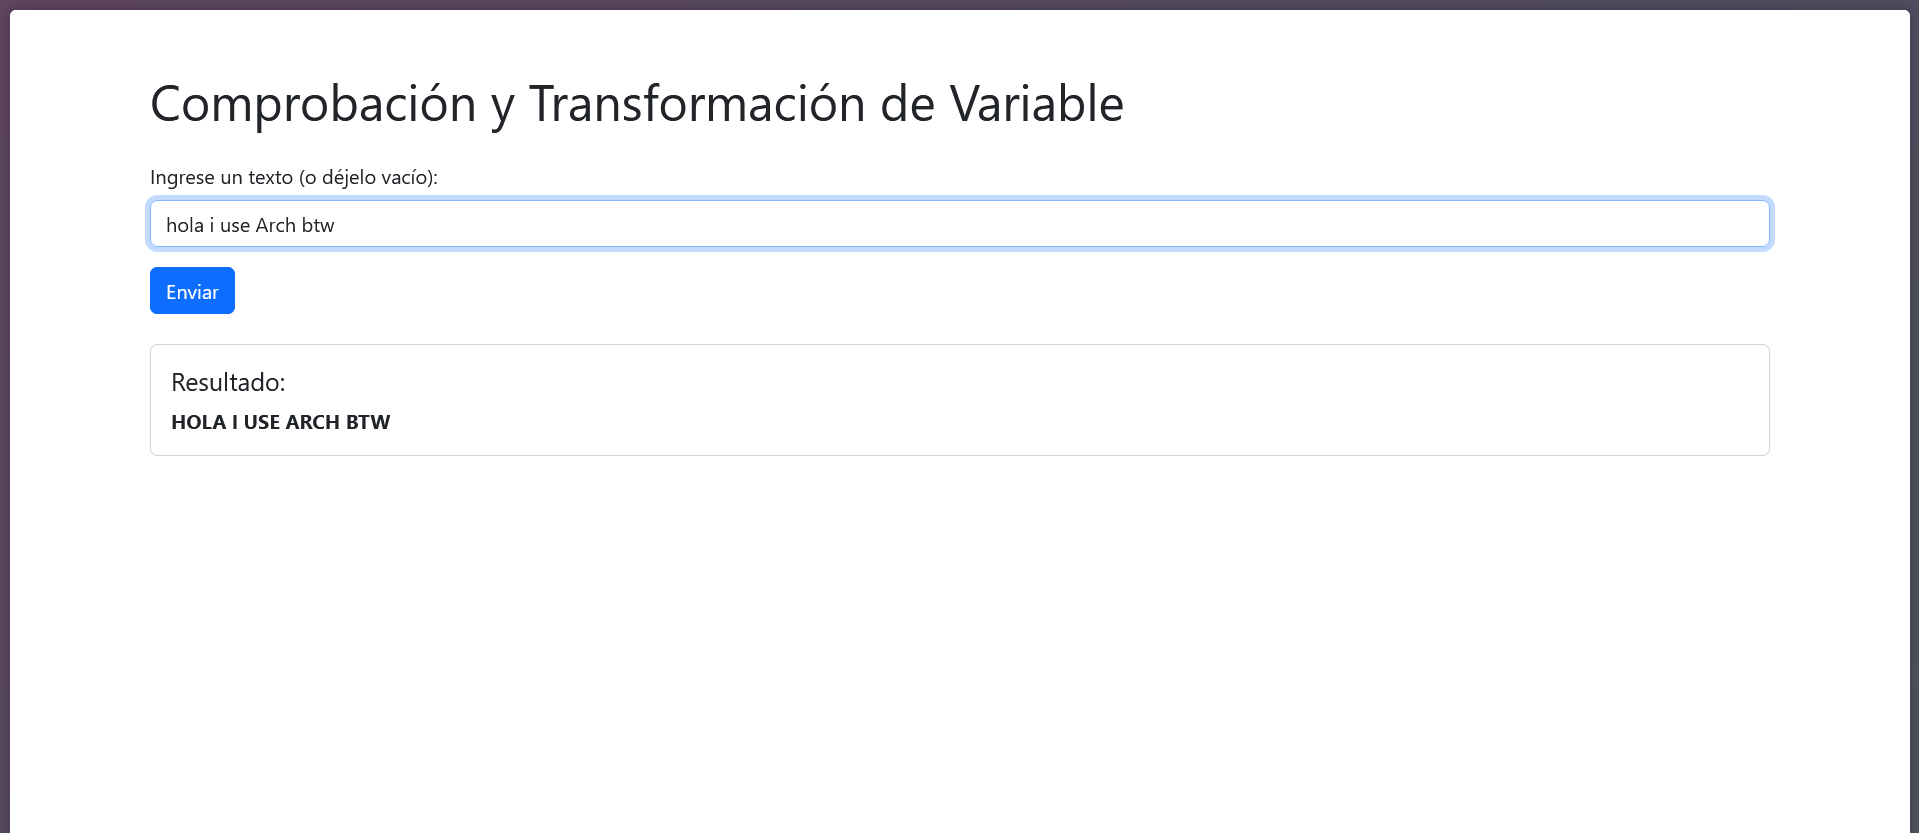 Comprobación y Transformación de Variable
Ingrese un texto (o déjelo vacío):
hola i use Arch btw
Enviar
Resultado:
HOLA I USE ARCH BTW